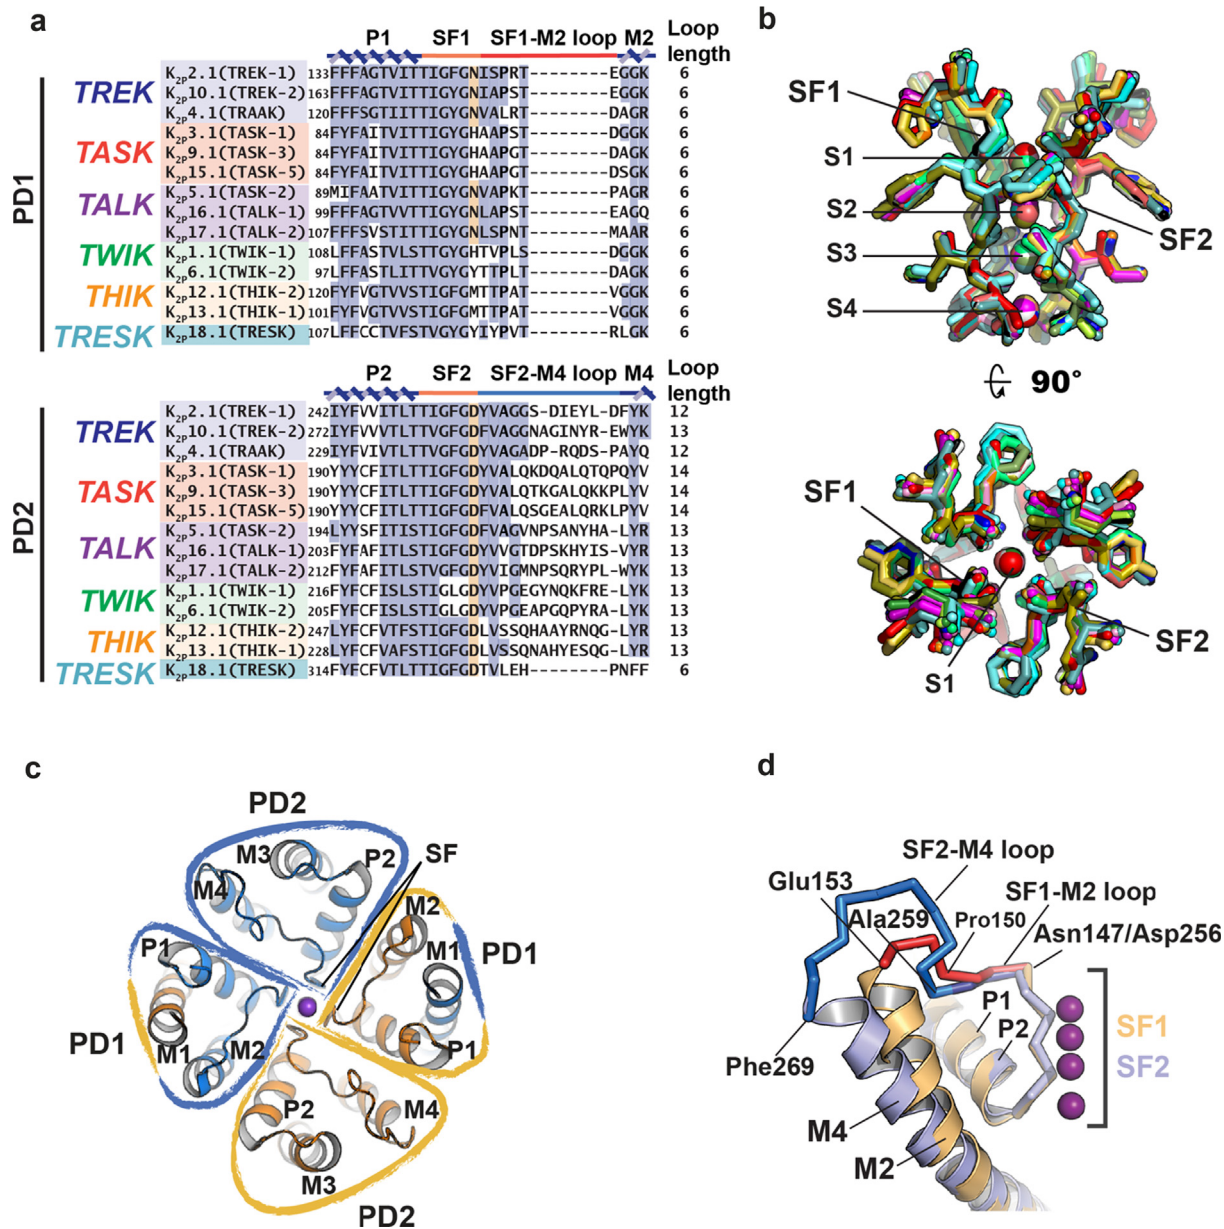 a
P1 SF1 SF1-M2 loop M2 Loop length
PD1
TREK
K2P2.1(TREK-1) 133FFFAGTVITTIGFGNISPRT---------EGGK 6
K2P10.1(TREK-2) 163FFFAGTVITTIGYGNIAPST---------EGGK 6
K2P4.1(TRAAK) 120FFFSGTIITTIGYGNVALRT---------DAGR 6
TASK
K2P3.1(TASK-1) 84FYFAITVITTIGYGHAAPST---------DGGK 6
K2P9.1(TASK-3) 84FYFAITVITTIGYGHAAPGT---------DAGK 6
K2P15.1(TASK-5) 84FYFAITVITTIGYGHAAPGT---------DSGK 6
TALK
K2P5.1(TASK-2) 89MIFAATVITTIGYGNVAPKT---------PAGR 6
K2P16.1(TALK-1) 99FFFAGTVVTTIGYGNLAPST---------EAGQ 6
K2P17.1(TALK-2) 107FFFSVSTITTIGYGNLSPNT---------MAAR 6
TWIK
K2P1.1(TWIK-1) 108LFFASTVLSTTGYGHTVPLS---------DGGK 6
K2P6.1(TWIK-2) 97LFFASTLITTVGYGYTTPLT---------DAGK 6
THIK
K2P12.1(THIK-2) 120FYFVGTVVSTIGFGMTTPAT---------VGGK 6
K2P13.1(THIK-1) 101FYFVGTVVSTIGFGMTTPAT---------VGGK 6
TRESK
K2P18.1(TRESK) 107LFFCCTVFSTVGYGYIYPVT---------RLGK 6
P2 SF2 SF2-M4 loop M4 Loop length
PD2
TREK
K2P2.1(TREK-1) 242IYFVVITLTTIGFGDYVAGGS-DIEYL-DFYK 12
K2P10.1(TREK-2) 272IYFVVVTLTTIGFGDYVAGGNAGINYR-EWYK 13
K2P4.1(TRAAK) 229IYFVIVTLTTIGFGDYVAGADP-RQDS-PAYQ 12
TASK
K2P3.1(TASK-1) 190YYYCFITLTTIGFGDYVALQKDQALQTQPQYV 14
K2P9.1(TASK-3) 190YYYCFITLTTIGFGDYVALQTKGALQKKPLYV 14
K2P15.1(TASK-5) 190YYYCFITLTTIGFGDFVALQSGEALQRKLPYV 14
TALK
K2P5.1(TASK-2) 194LYYSFITISTIGFGDFVAGVNPSANYHA-LYR 13
K2P16.1(TALK-1) 203FYFAFITLSTIGFGDYVVGTDPSKHYIS-VYR 13
K2P17.1(TALK-2) 212FYFAFITLSTVGFGDYVIGMNPSQRYPL-WYK 13
TWIK
K2P1.1(TWIK-1) 216FYFCFISLSTIGLGDYVPGEGYNQKFRE-LYK 13
K2P6.1(TWIK-2) 205FYFCFISLSTIGLGDYVPGEAPGQPYRA-LYK 13
THIK
K2P12.1(THIK-2) 247LYFCFVTFSTIGFGDLVSSQHAAYRNQG-LYR 13
K2P13.1(THIK-1) 228LYFCFVAFSTIGFGDLVSSQNAHYESQG-LYR 13
TRESK
K2P18.1(TRESK) 314FYFCFVTLTTIGFGDTVLEH---------PNFF 6
b
SF1
S1
S2
S3
S4
SF2
90°
SF1
SF2
S1
c
PD2
SF
M3
P2
M4
M2
M1
PD1
P1
P1
M1
M2
PD1
P2
M4
M3
PD2
d
SF2-M4 loop
Glu153
SF1-M2 loop
Ala259
Pro150
Asn147/Asp256
P1
P2
SF1
SF2
Phe269
M4
M2